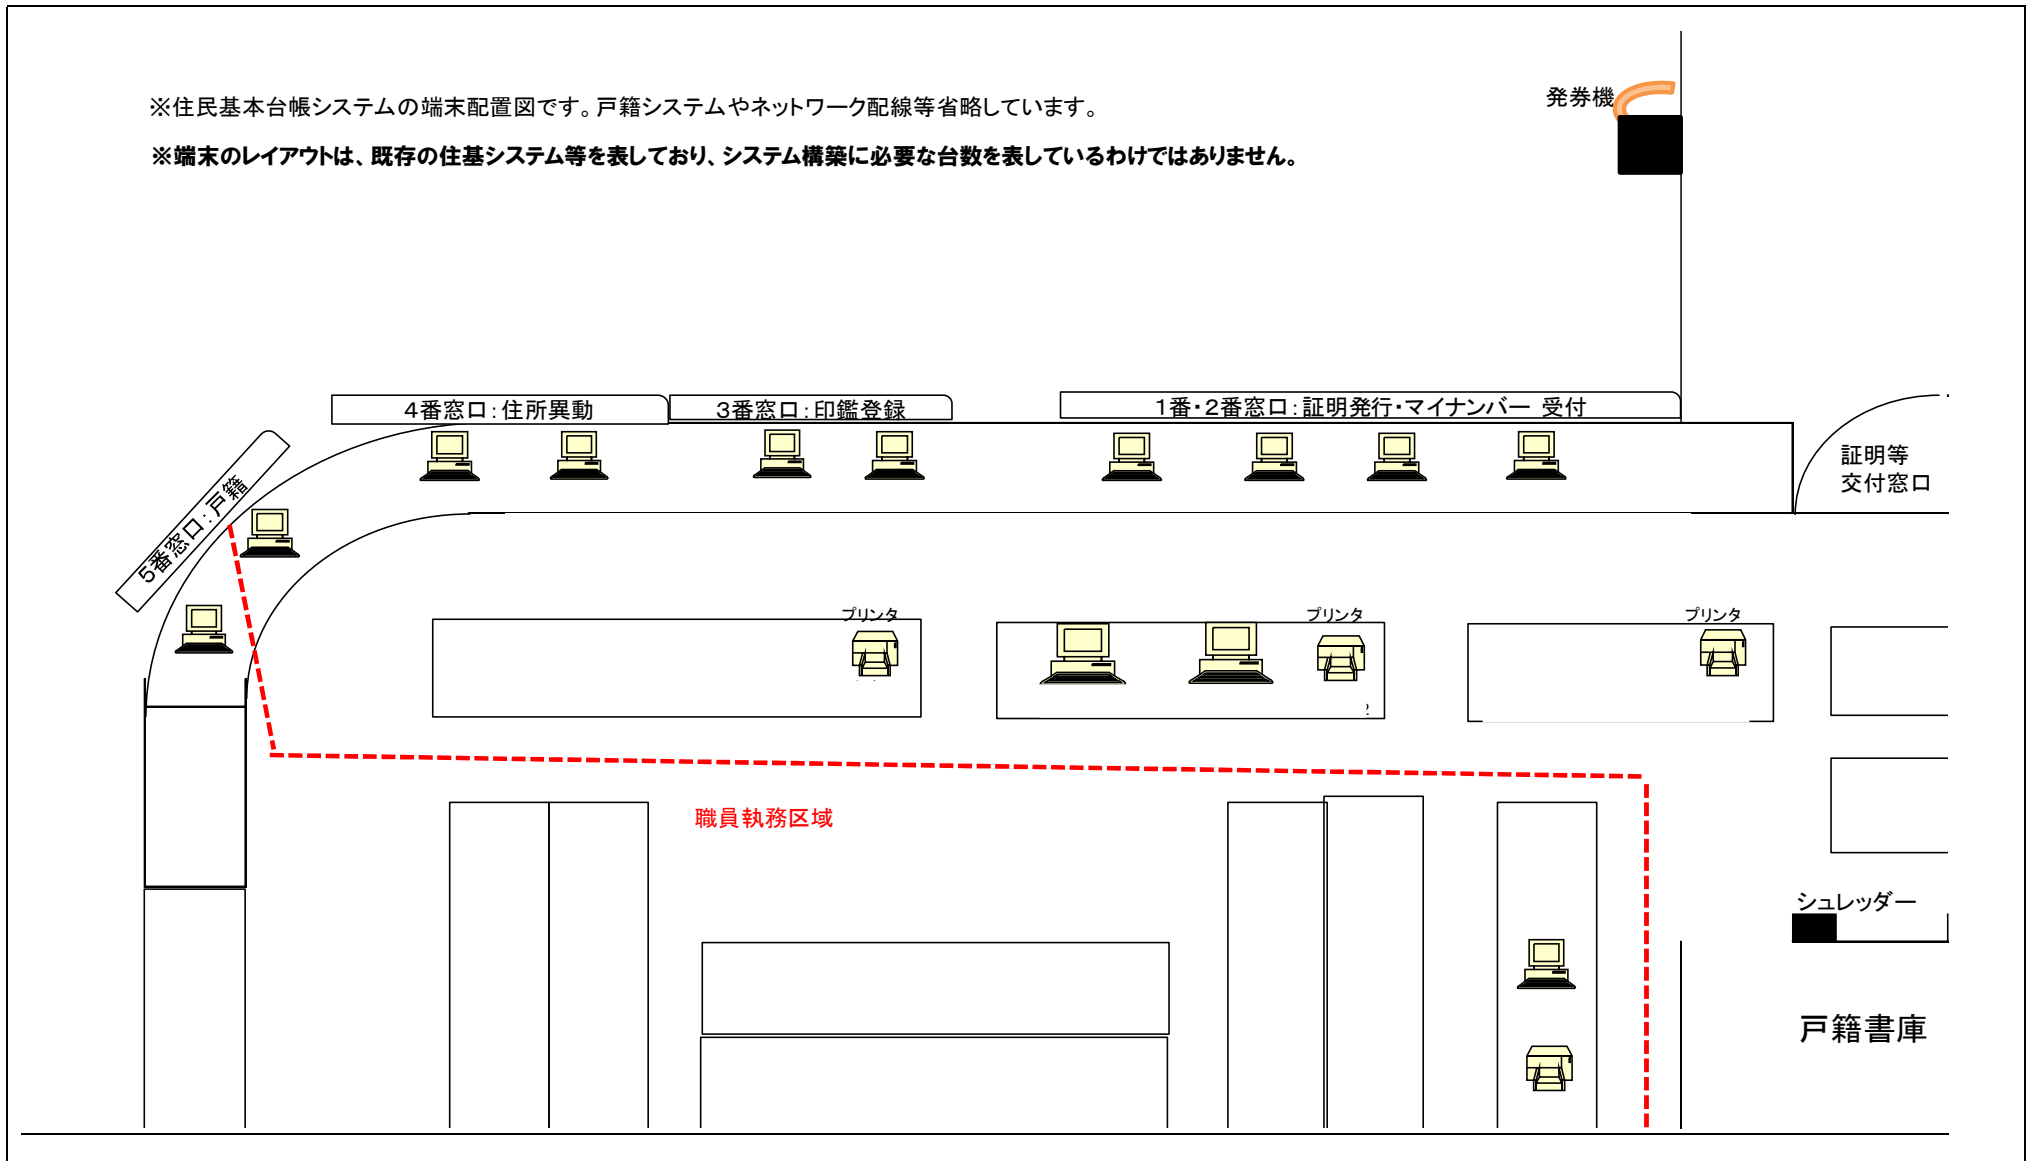 ※住民基本台帳システムの端末配置図です。戸籍システムやネットワーク配線等省略しています。
※端末のレイアウトは、既存の住基システム等を表しており、システム構築に必要な台数を表しているわけではありません。
発券機
4番窓口：住所異動
3番窓口：印鑑登録
1番・2番窓口：証明発行・マイナンバー 受付
証明等
交付窓口
5番窓口：戸籍
プリンタ
プリンタ
プリンタ
職員執務区域
シュレッダー
戸籍書庫